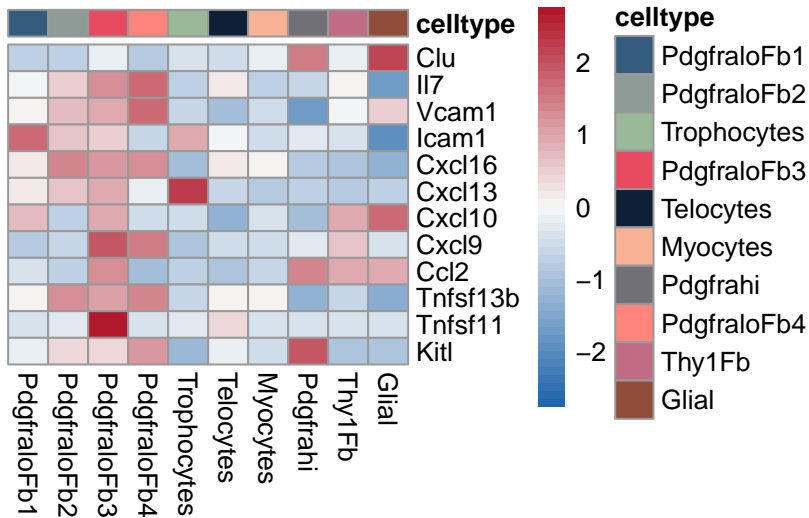 celltype
Clu
Il7
Vcam1
Icam1
Cxcl16
Cxcl13
Cxcl10
Cxcl9
Ccl2
Tnfsf13b
Tnfsf11
Kitl
PdgfraloFb1
PdgfraloFb2
PdgfraloFb3
PdgfraloFb4
Trophocytes
Telocytes
Myocytes
Pdgfrahi
Thy1Fb
Glial
2
1
0
−1
−2
celltype
PdgfraloFb1
PdgfraloFb2
Trophocytes
PdgfraloFb3
Telocytes
Myocytes
Pdgfrahi
PdgfraloFb4
Thy1Fb
Glial